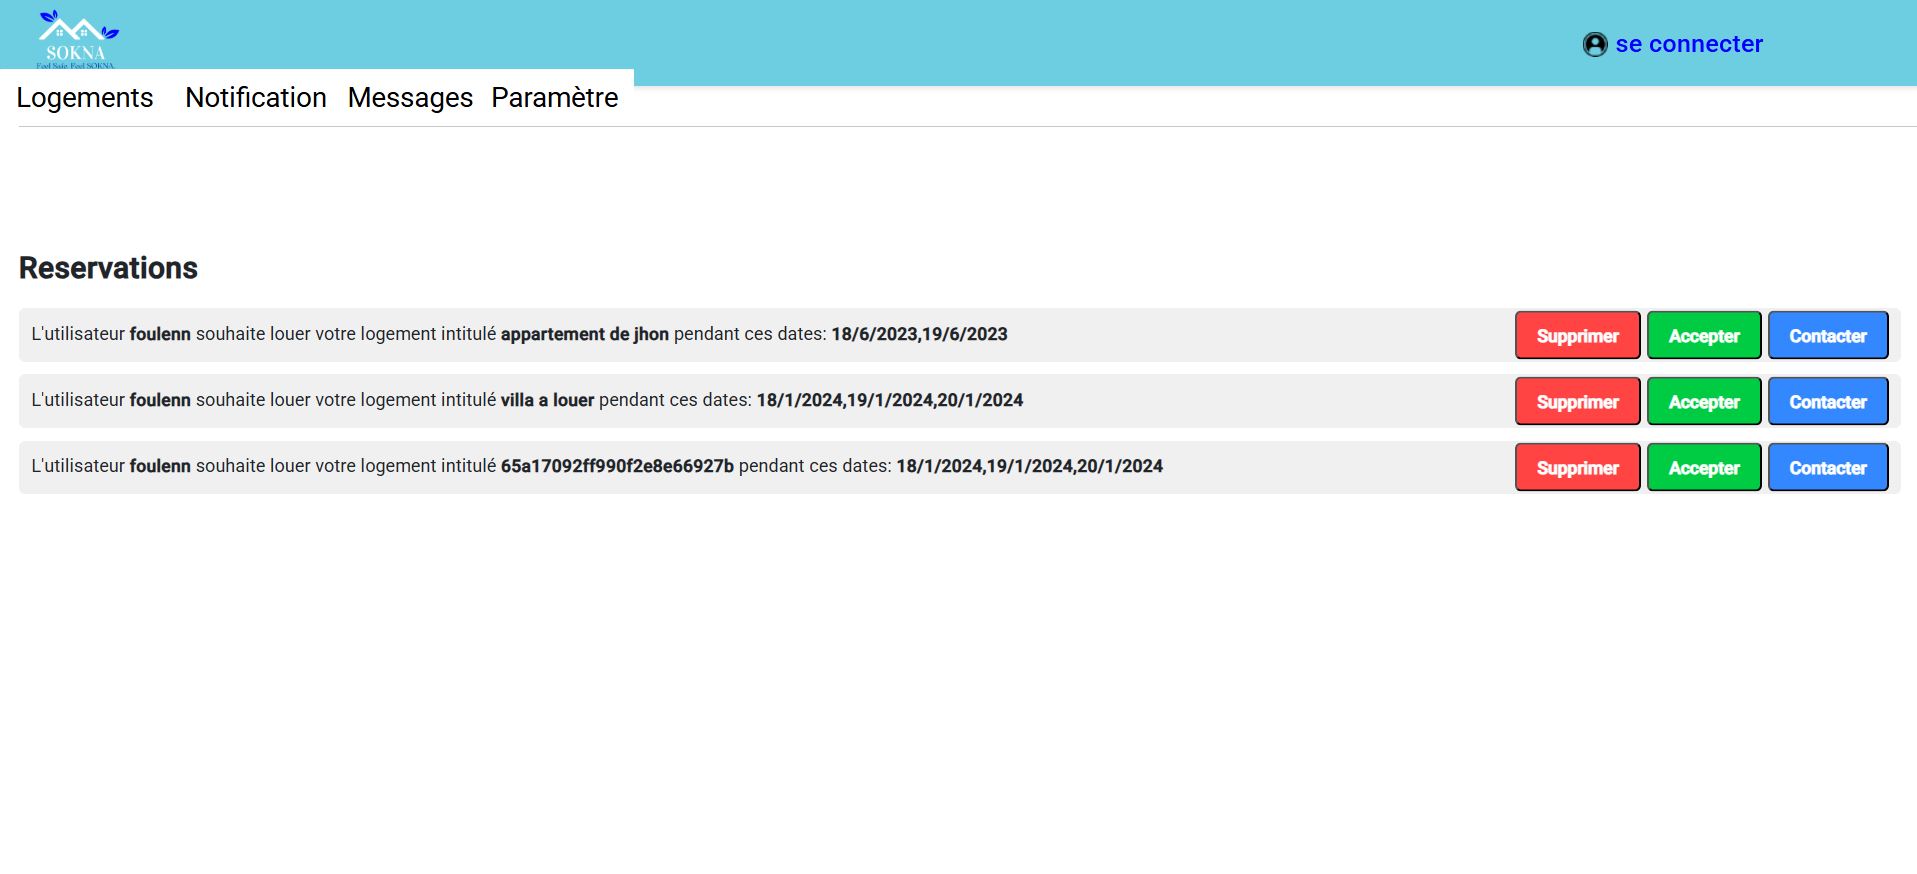 SOKNA
Feel Safe, Feel SOKNA.
se connecter
Logements Notification Messages Paramètre
Reservations
L'utilisateur foulenn souhaite louer votre logement intitulé appartement de jhon pendant ces dates: 18/6/2023,19/6/2023 Supprimer Accepter Contacter
L'utilisateur foulenn souhaite louer votre logement intitulé villa a louer pendant ces dates: 18/1/2024,19/1/2024,20/1/2024 Supprimer Accepter Contacter
L'utilisateur foulenn souhaite louer votre logement intitulé 65a17092ff990f2e8e66927b pendant ces dates: 18/1/2024,19/1/2024,20/1/2024 Supprimer Accepter Contacter